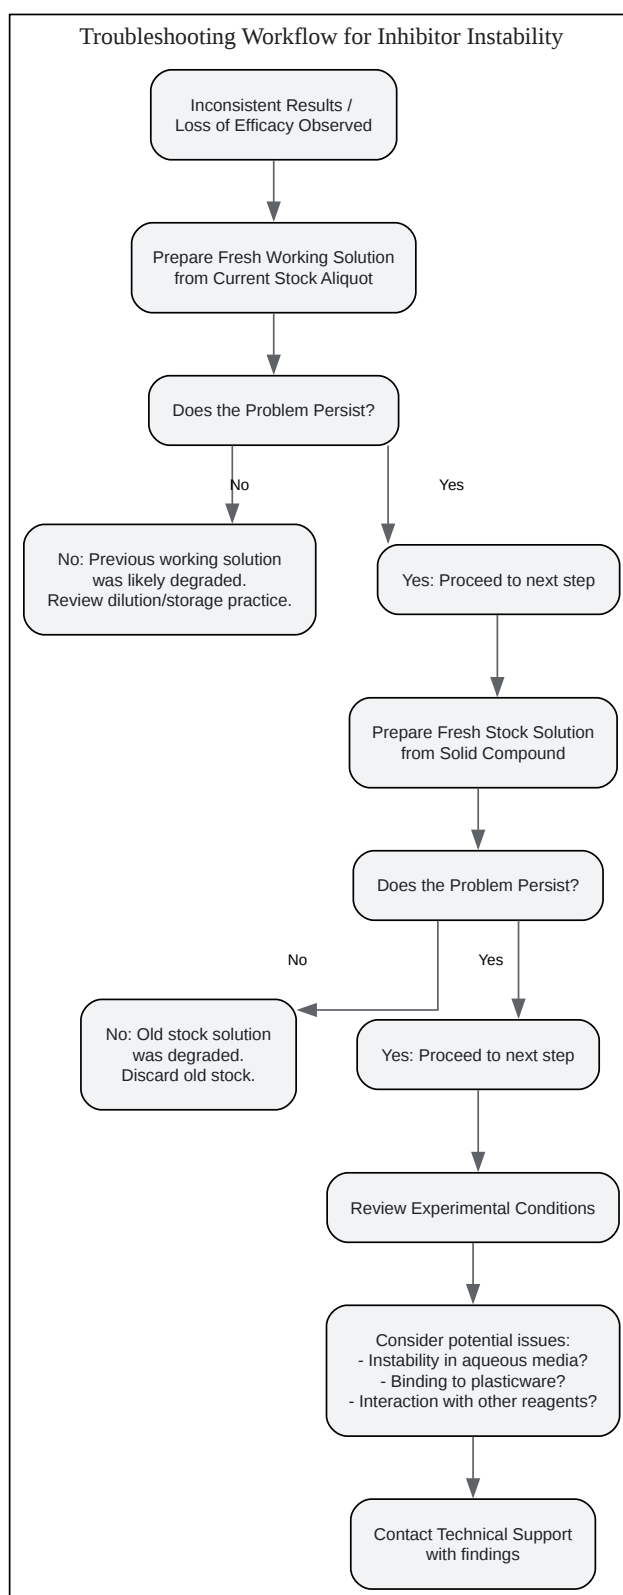 Troubleshooting Workflow for Inhibitor Instability
Inconsistent Results /
Loss of Efficacy Observed
Prepare Fresh Working Solution
from Current Stock Aliquot
Does the Problem Persist?
No
Yes
No: Previous working solution
was likely degraded.
Review dilution/storage practice.
Yes: Proceed to next step
Prepare Fresh Stock Solution
from Solid Compound
Does the Problem Persist?
No
Yes
No: Old stock solution
was degraded.
Discard old stock.
Yes: Proceed to next step
Review Experimental Conditions
Consider potential issues:
- Instability in aqueous media?
- Binding to plasticware?
- Interaction with other reagents?
Contact Technical Support
with findings